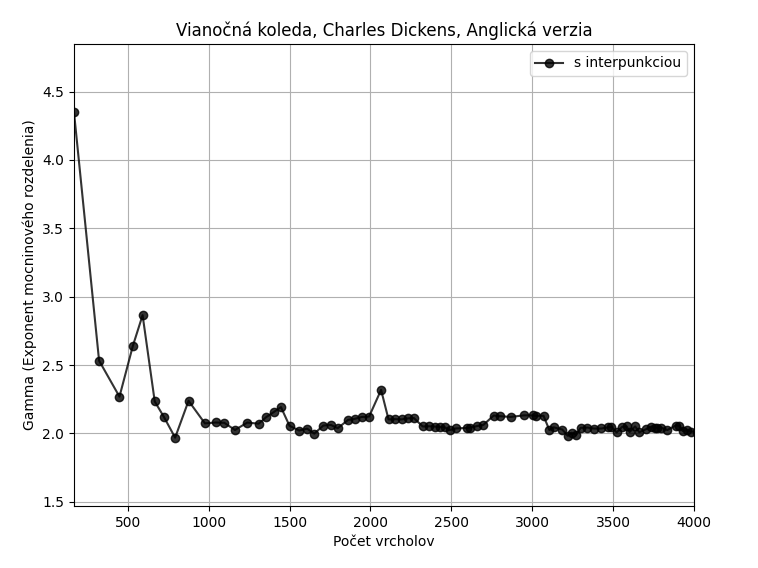 Vianočná koleda, Charles Dickens, Anglická verzia
s interpunkciou
Gamma (Exponent mocninového rozdelenia)
4.5
4.0
3.5
3.0
2.5
2.0
1.5
500 1000 1500 2000 2500 3000 3500 4000
Počet vrcholov